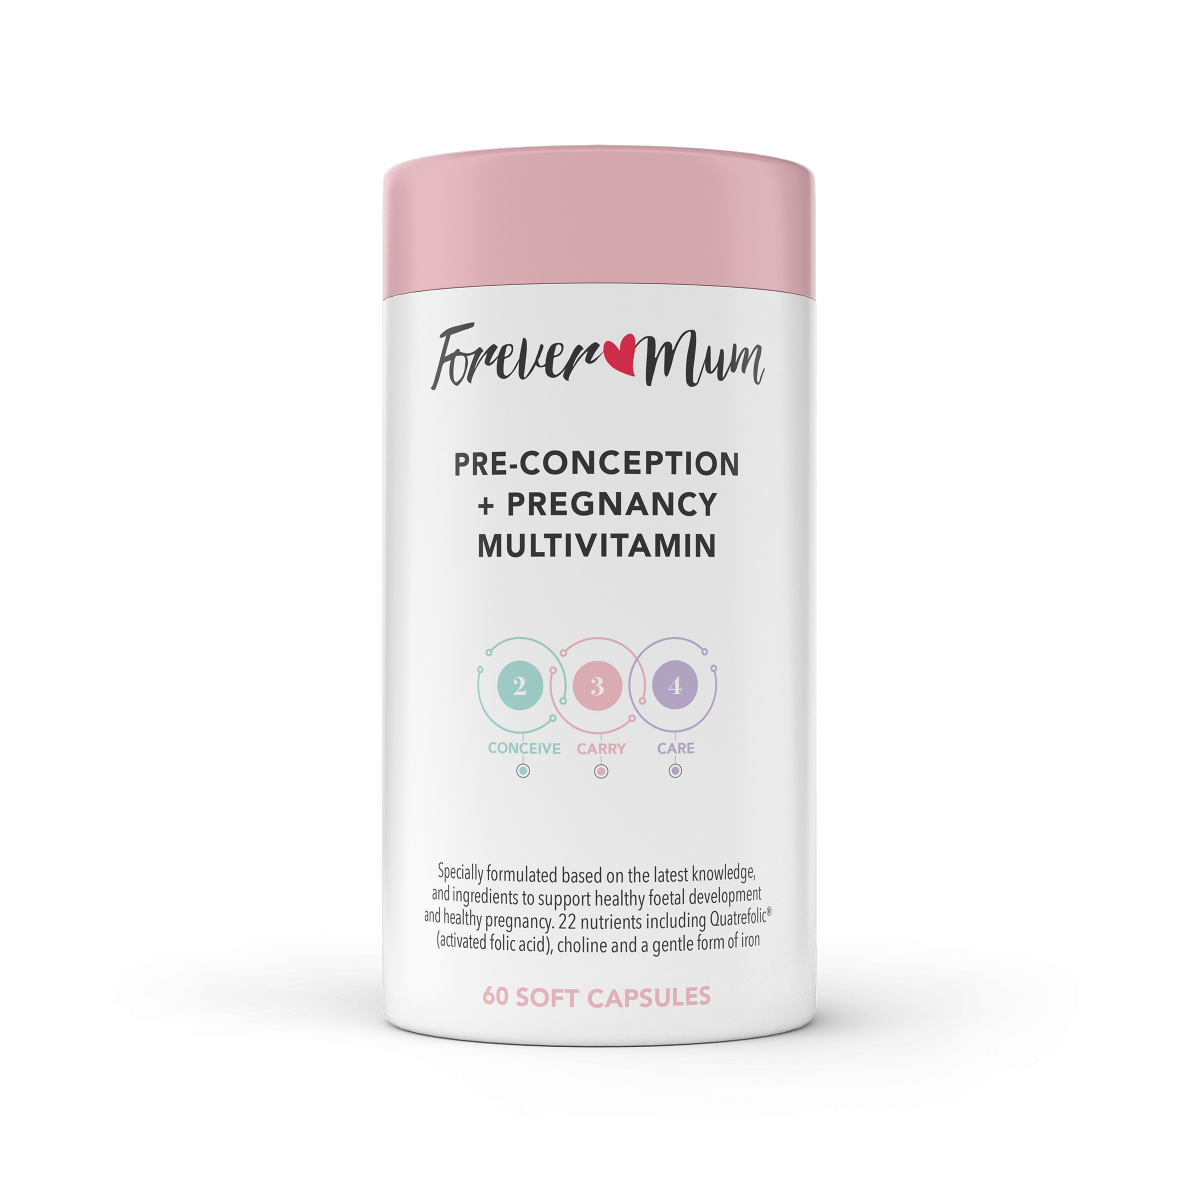 Forever Mum
PRE-CONCEPTION
+ PREGNANCY
MULTIVITAMIN
2 3 4
CONCEIVE CARRY CARE
Specially formulated based on the latest knowledge,
and ingredients to support healthy foetal development
and healthy pregnancy. 22 nutrients including Quatrefolic®
(activated folic acid), choline and a gentle form of iron
60 SOFT CAPSULES